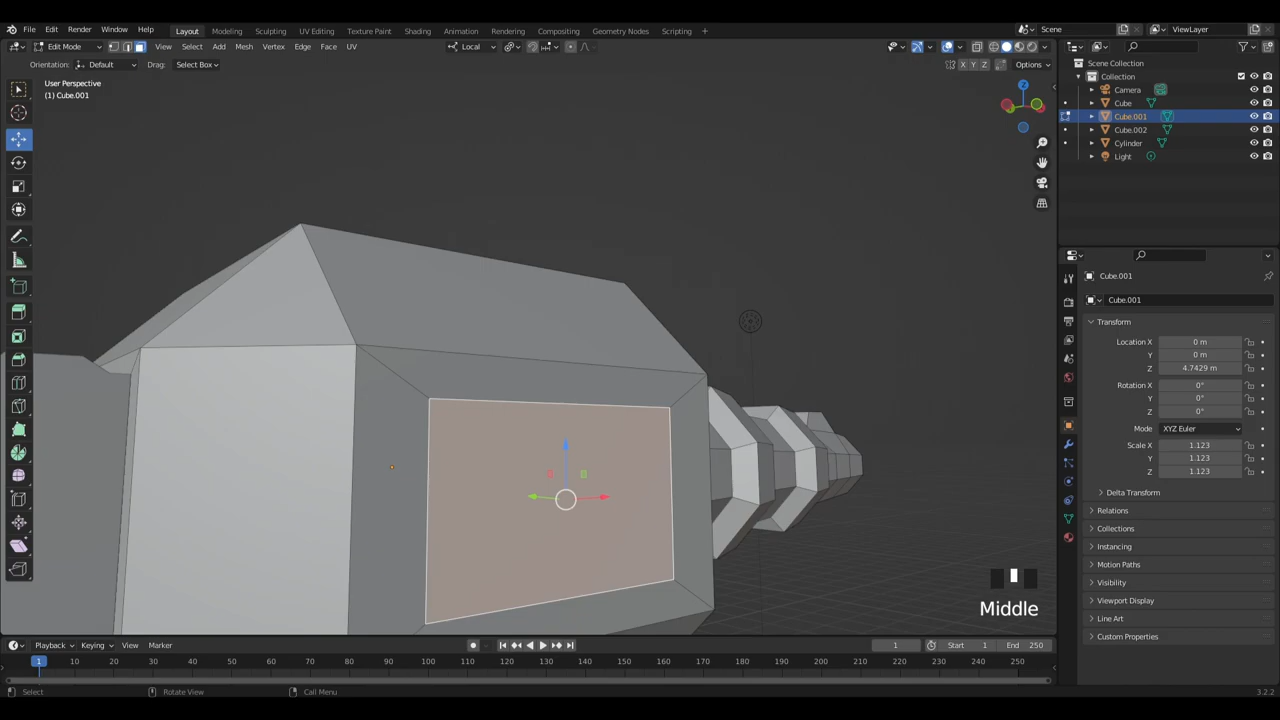 File Edit Render Window Help Layout Modeling Sculpting UV Editing Texture Paint Shading Animation Rendering Compositing Geometry Nodes Scripting Scene ViewLayer
Edit Mode View Select Add Mesh Vertex Edge Face UV Local
Orientation: Default Drag: Select Box X Y Z Options
User Perspective
(1) Cube.001
Z
Scene Collection
Collection
Camera
Cube
Cube.001
Cube.002
Cylinder
Light
Cube.001
Cube.001
Transform
Location X 0 m
Y 0 m
Z 4.7429 m
Rotation X 0°
Y 0°
Z 0°
Mode XYZ Euler
Scale X 1.123
Y 1.123
Z 1.123
Delta Transform
Relations
Collections
Instancing
Motion Paths
Visibility
Viewport Display
Line Art
Custom Properties
Middle
Playback Keying View Marker 1 Start 1 End 250
1 10 20 30 40 50 60 70 80 90 100 110 120 130 140 150 160 170 180 190 200 210 220 230 240 250
Select Rotate View Call Menu 3.2.2